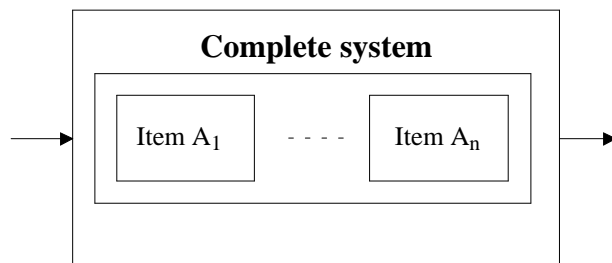 Complete system
Item A₁ - - - - Item Aₙ